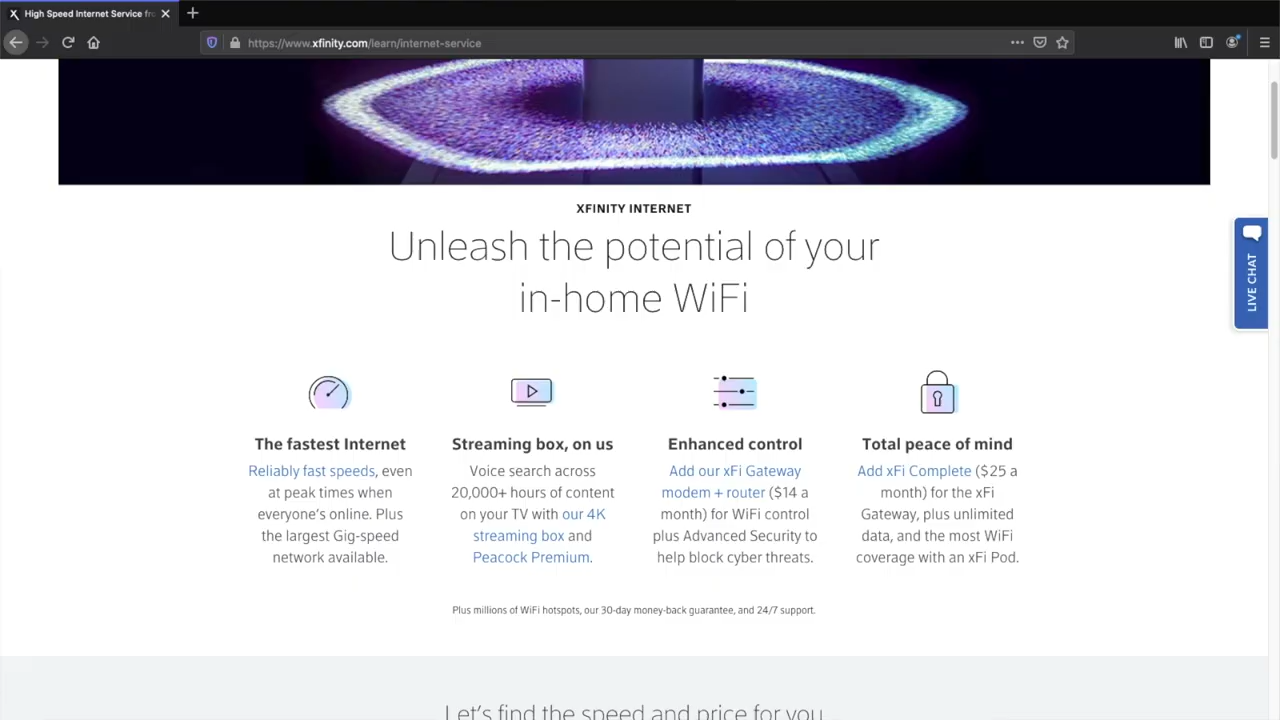 High Speed Internet Service fr
https://www.xfinity.com/learn/internet-service
XFINITY INTERNET
Unleash the potential of your
in-home WiFi
LIVE CHAT
The fastest Internet
Reliably fast speeds, even
at peak times when
everyone's online. Plus
the largest Gig-speed
network available.
Streaming box, on us
Voice search across
20,000+ hours of content
on your TV with our 4K
streaming box and
Peacock Premium.
Enhanced control
Add our xFi Gateway
modem + router ($14 a
month) for WiFi control
plus Advanced Security to
help block cyber threats.
Total peace of mind
Add xFi Complete ($25 a
month) for the xFi
Gateway, plus unlimited
data, and the most WiFi
coverage with an xFi Pod.
Plus millions of WiFi hotspots, our 30-day money-back guarantee, and 24/7 support.
Let's find the speed and price for you